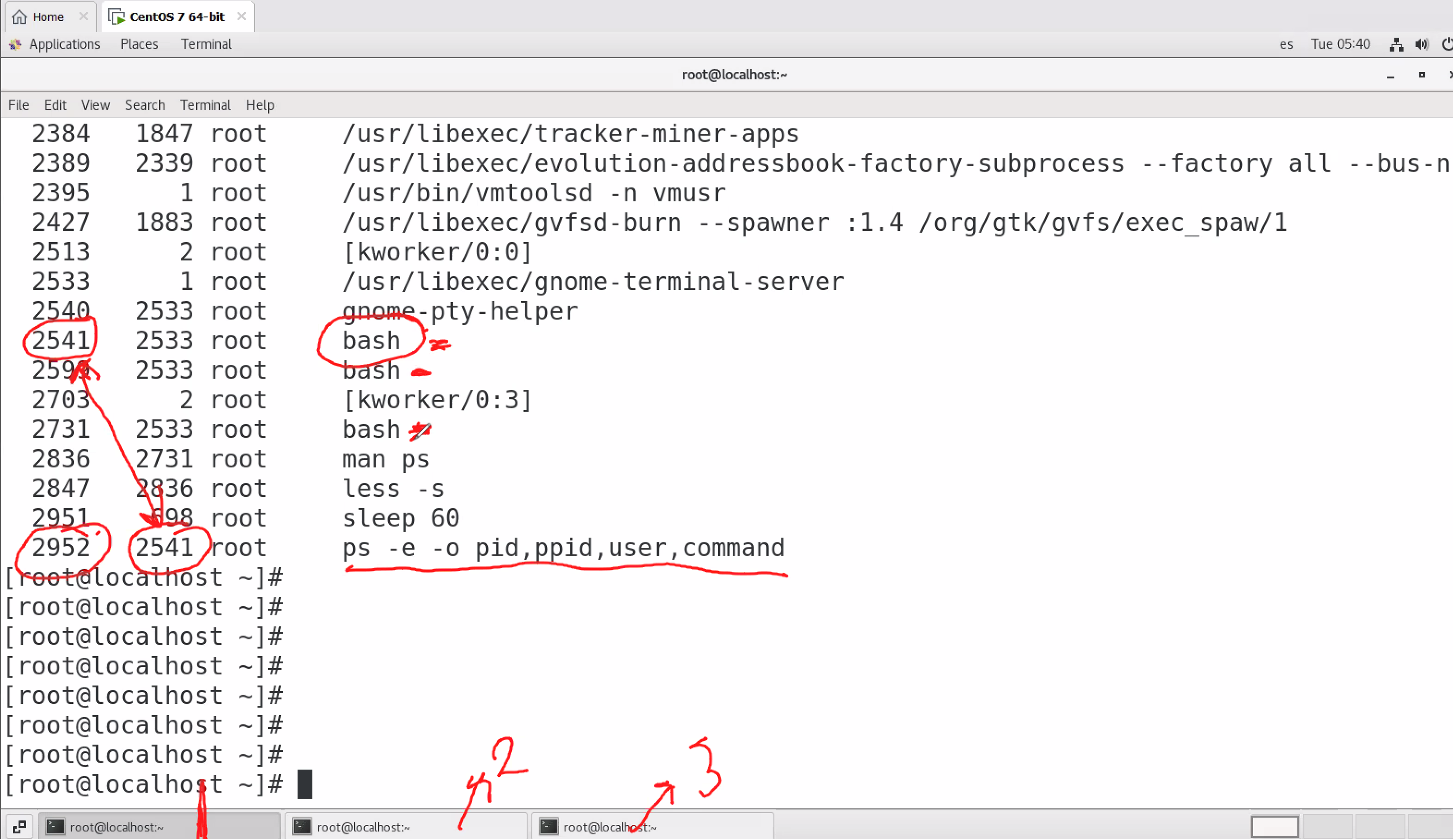 Home CentOS 7 64-bit
Applications Places Terminal es Tue 05:40
root@localhost:~
File Edit View Search Terminal Help
2384 1847 root /usr/libexec/tracker-miner-apps
2389 2339 root /usr/libexec/evolution-addressbook-factory-subprocess --factory all --bus-n
2395 1 root /usr/bin/vmtoolsd -n vmusr
2427 1883 root /usr/libexec/gvfsd-burn --spawner :1.4 /org/gtk/gvfs/exec_spaw/1
2513 2 root [kworker/0:0]
2533 1 root /usr/libexec/gnome-terminal-server
2540 2533 root gnome-pty-helper
2541 2533 root bash
2599 2533 root bash
2703 2 root [kworker/0:3]
2731 2533 root bash
2836 2731 root man ps
2847 2836 root less -s
2951 698 root sleep 60
2952 2541 root ps -e -o pid,ppid,user,command
[root@localhost ~]#
[root@localhost ~]#
[root@localhost ~]#
[root@localhost ~]#
[root@localhost ~]#
[root@localhost ~]#
[root@localhost ~]#
[root@localhost ~]#
2 3
root@localhost:~ root@localhost:~ root@localhost:~